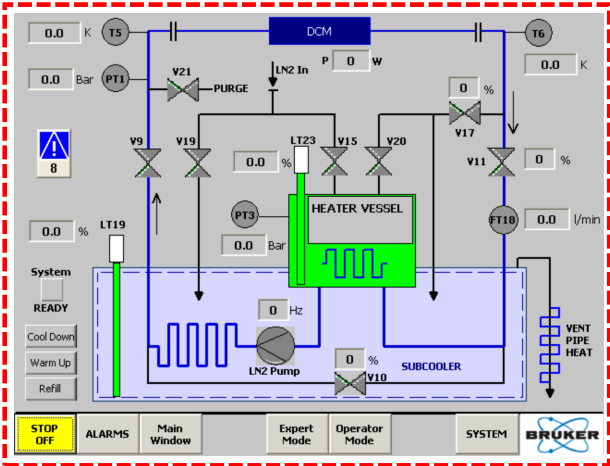 0.0 K T5 DCM T6
P 0 W
0.0 K
0.0 Bar PT1 V21 PURGE LN2 In
0 %
V17
8
V9 V19 LT23 V15 V20 V11 0 %
0.0 %
HEATER VESSEL
PT3
FT18 0.0 l/min
0.0 % LT19
0.0 Bar
System
READY
0 Hz
LN2 Pump
0 %
V10
SUBCOOLER
VENT
PIPE
HEAT
Cool Down
Warm Up
Refill
STOP
OFF
ALARMS
Main
Window
Expert
Mode
Operator
Mode
SYSTEM
BRUKER